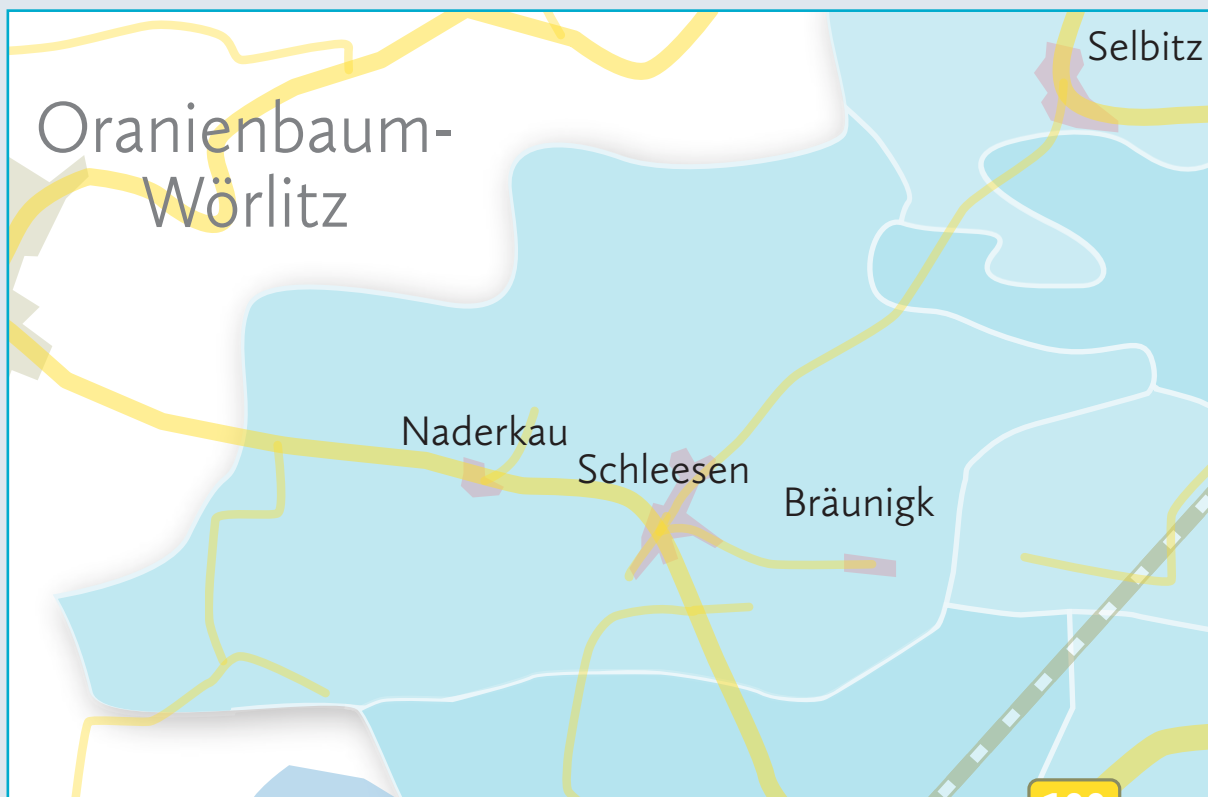 Selbitz
Oranienbaum-
Wörlitz
Naderkau
Schleesen
Bräunigk